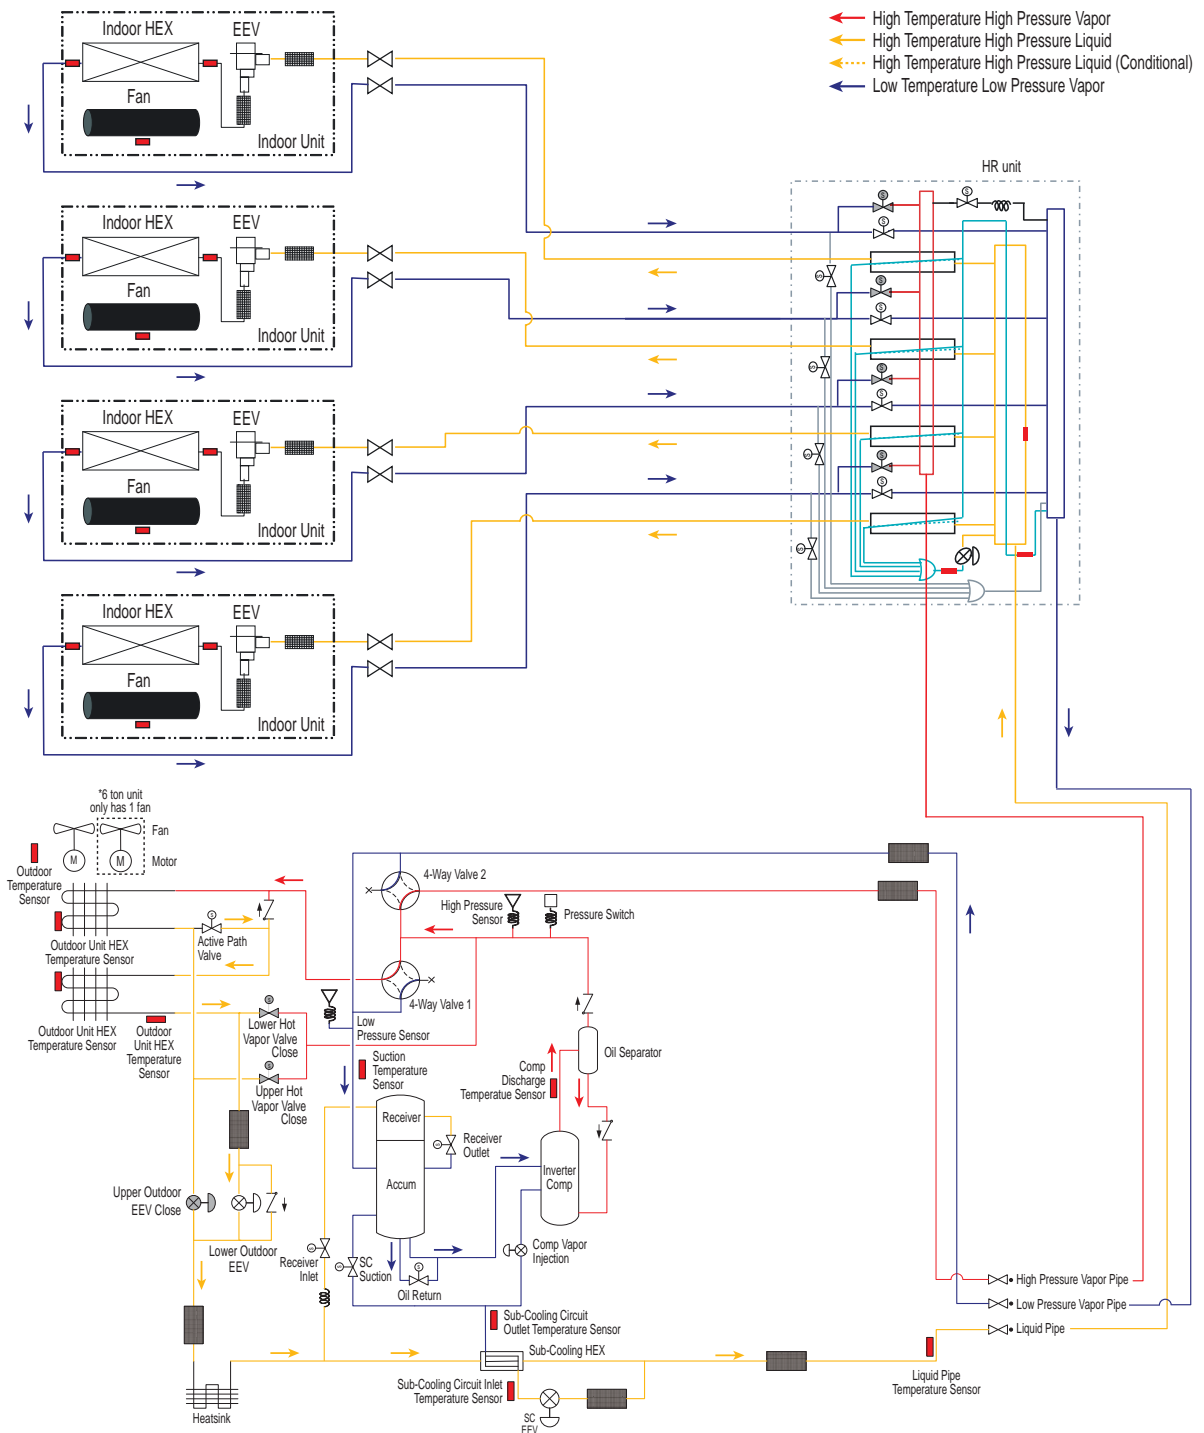 High Temperature High Pressure Vapor
High Temperature High Pressure Liquid
High Temperature High Pressure Liquid (Conditional)
Low Temperature Low Pressure Vapor
Indoor HEX
EEV
Fan
Indoor Unit
HR unit
Indoor HEX
EEV
Fan
Indoor Unit
Indoor HEX
EEV
Fan
Indoor Unit
Indoor HEX
EEV
Fan
Indoor Unit
S
S
S
S
S
S
S
S
S
S
S
S
S
*6 ton unit
only has 1 fan
Fan
Motor
M
M
Outdoor
Temperature
Sensor
4-Way Valve 2
High Pressure
Sensor
Pressure Switch
S
Active Path
Valve
Outdoor Unit HEX
Temperature Sensor
4-Way Valve 1
Outdoor Unit HEX
Temperature Sensor
Outdoor
Unit HEX
Temperature
Sensor
S
Lower Hot
Vapor Valve
Close
Low
Pressure Sensor
S
Upper Hot
Vapor Valve
Close
Suction
Temperature
Sensor
Comp
Discharge
Temperatue Sensor
Oil Separator
Receiver
S
Receiver
Outlet
Accum
Inverter
Comp
Upper Outdoor
EEV Close
Lower Outdoor
EEV
S
Receiver
Inlet
S
SC
Suction
S
Oil Return
Comp Vapor
Injection
High Pressure Vapor Pipe
Low Pressure Vapor Pipe
Liquid Pipe
Sub-Cooling Circuit
Outlet Temperature Sensor
Sub-Cooling HEX
Sub-Cooling Circuit Inlet
Temperature Sensor
SC
EEV
Liquid Pipe
Temperature Sensor
Heatsink